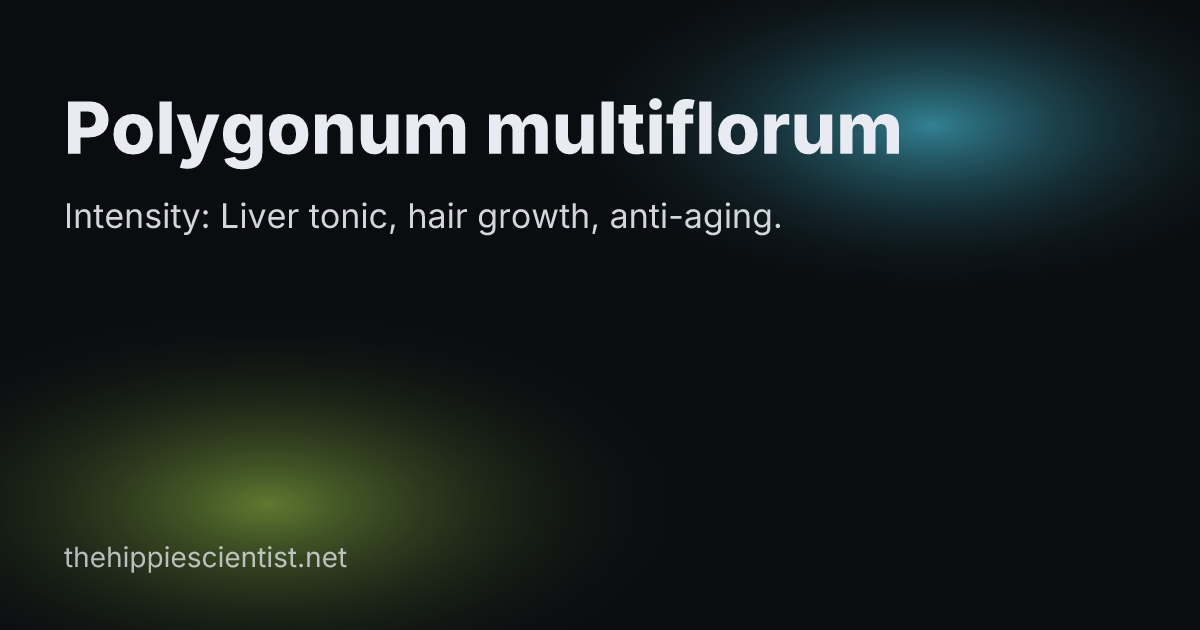 Polygonum multiflorum
Intensity: Liver tonic, hair growth, anti-aging.
thehippiescientist.net